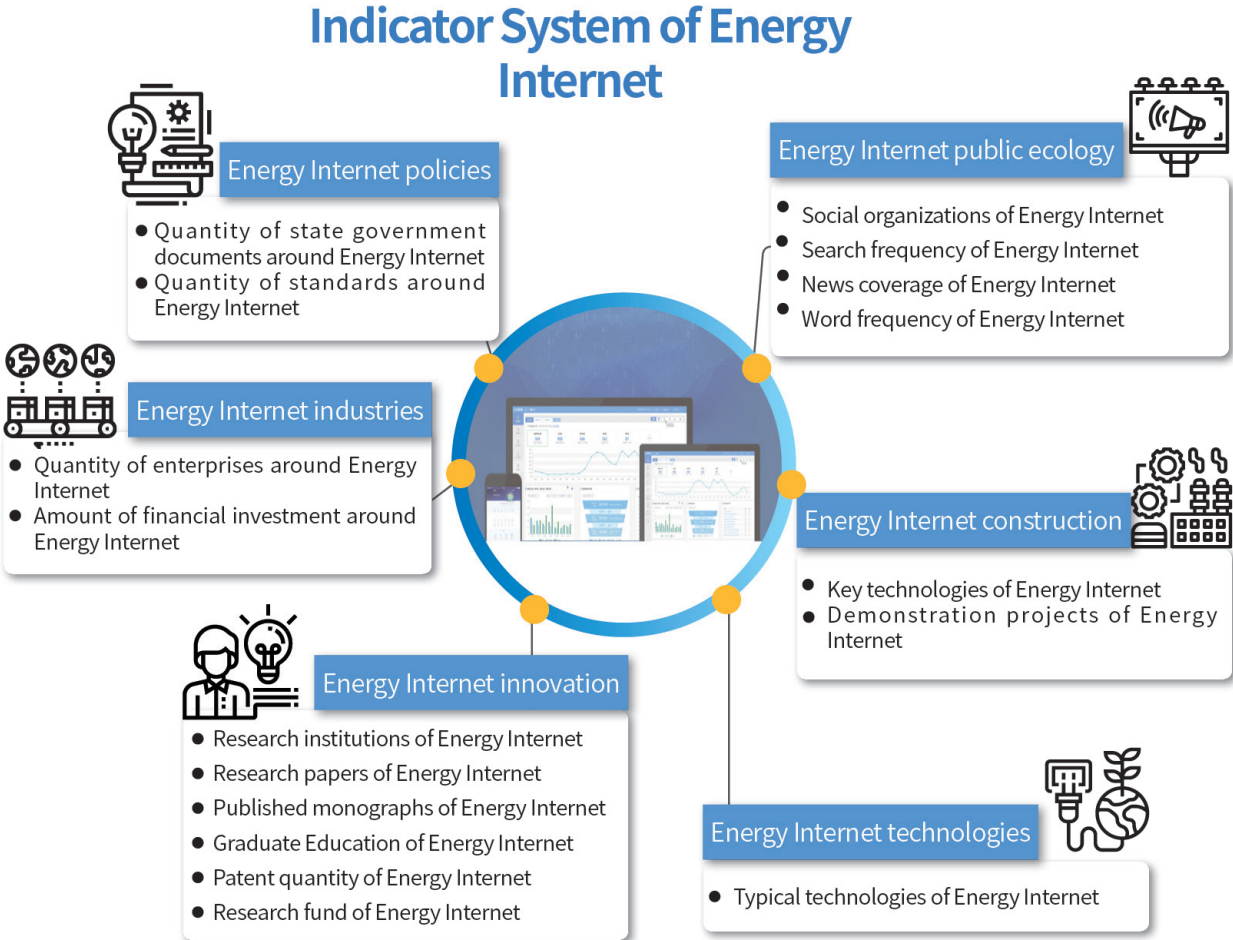 Indicator System of Energy
Internet
Energy Internet policies
● Quantity of state government
documents around Energy Internet
● Quantity of standards around
Energy Internet
Energy Internet public ecology
● Social organizations of Energy Internet
● Search frequency of Energy Internet
● News coverage of Energy Internet
● Word frequency of Energy Internet
Energy Internet industries
● Quantity of enterprises around Energy
Internet
● Amount of financial investment around
Energy Internet
Energy Internet construction
● Key technologies of Energy Internet
● Demonstration projects of Energy
Internet
Energy Internet innovation
● Research institutions of Energy Internet
● Research papers of Energy Internet
● Published monographs of Energy Internet
● Graduate Education of Energy Internet
● Patent quantity of Energy Internet
● Research fund of Energy Internet
Energy Internet technologies
● Typical technologies of Energy Internet